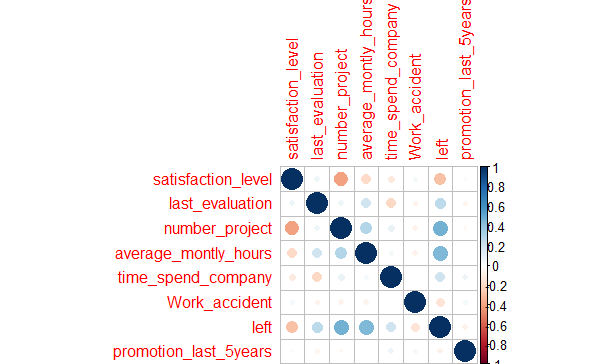 satisfaction_level
last_evaluation
number_project
average_montly_hours
time_spend_company
Work_accident
left
promotion_last_5years
satisfaction_level
last_evaluation
number_project
average_montly_hours
time_spend_company
Work_accident
left
promotion_last_5years
1
0.8
0.6
0.4
0.2
0
-0.2
-0.4
-0.6
-0.8